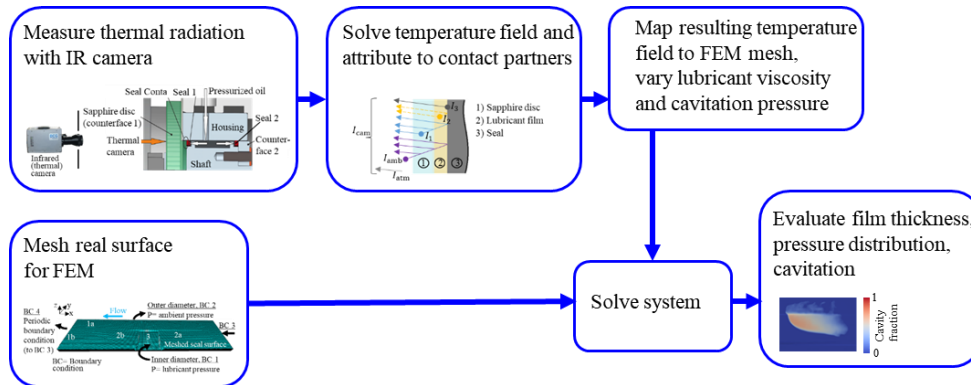 Measure thermal radiation
with IR camera
Seal Conta
Seal 1
Pressurized oil
Sapphire disc
(counterface 1)
Housing
Seal 2
Thermal
camera
Counter-
face 2
Shaft
Infrared
(thermal)
camera
Solve temperature field and
attribute to contact partners
I3
I2
I1
Icam
Iamb
Iatm
① ② ③
1) Sapphire disc
2) Lubricant film
3) Seal
Map resulting temperature
field to FEM mesh,
vary lubricant viscosity
and cavitation pressure
Mesh real surface
for FEM
z y
x
Flow
Outer diameter, BC 2
P= ambient pressure
BC 4
Periodic
boundary
condition
(to BC 3)
1a
1b
2b
3
2a
BC 3
Meshed seal surface
BC= Boundary
condition
Inner diameter, BC 1
P= lubricant pressure
Solve system
Evaluate film thickness,
pressure distribution,
cavitation
1
Cavity
fraction
0